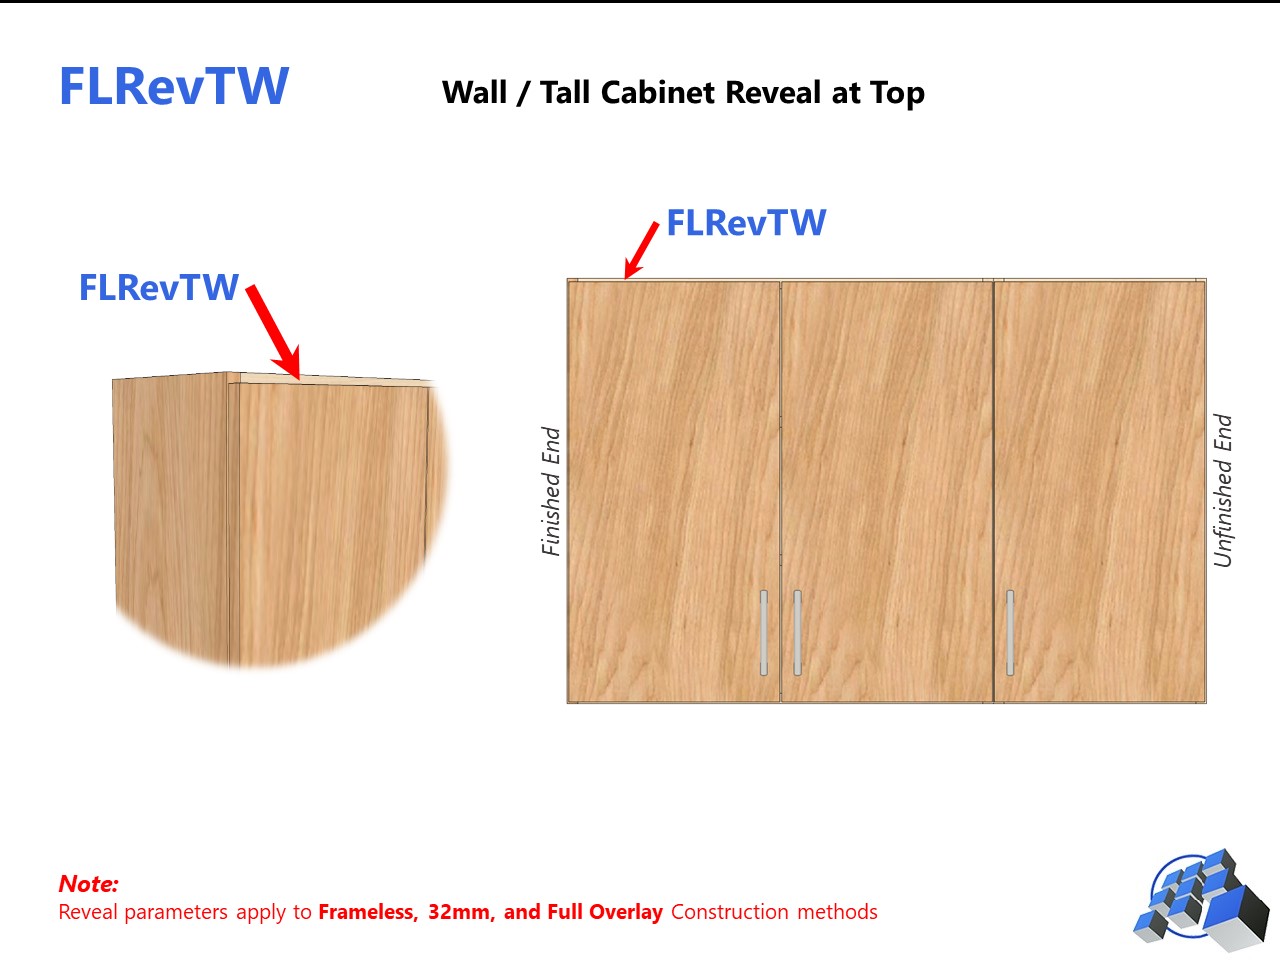 FLRevTW
Wall / Tall Cabinet Reveal at Top
FLRevTW
FLRevTW
Finished End
Unfinished End
Note:
Reveal parameters apply to Frameless, 32mm, and Full Overlay Construction methods